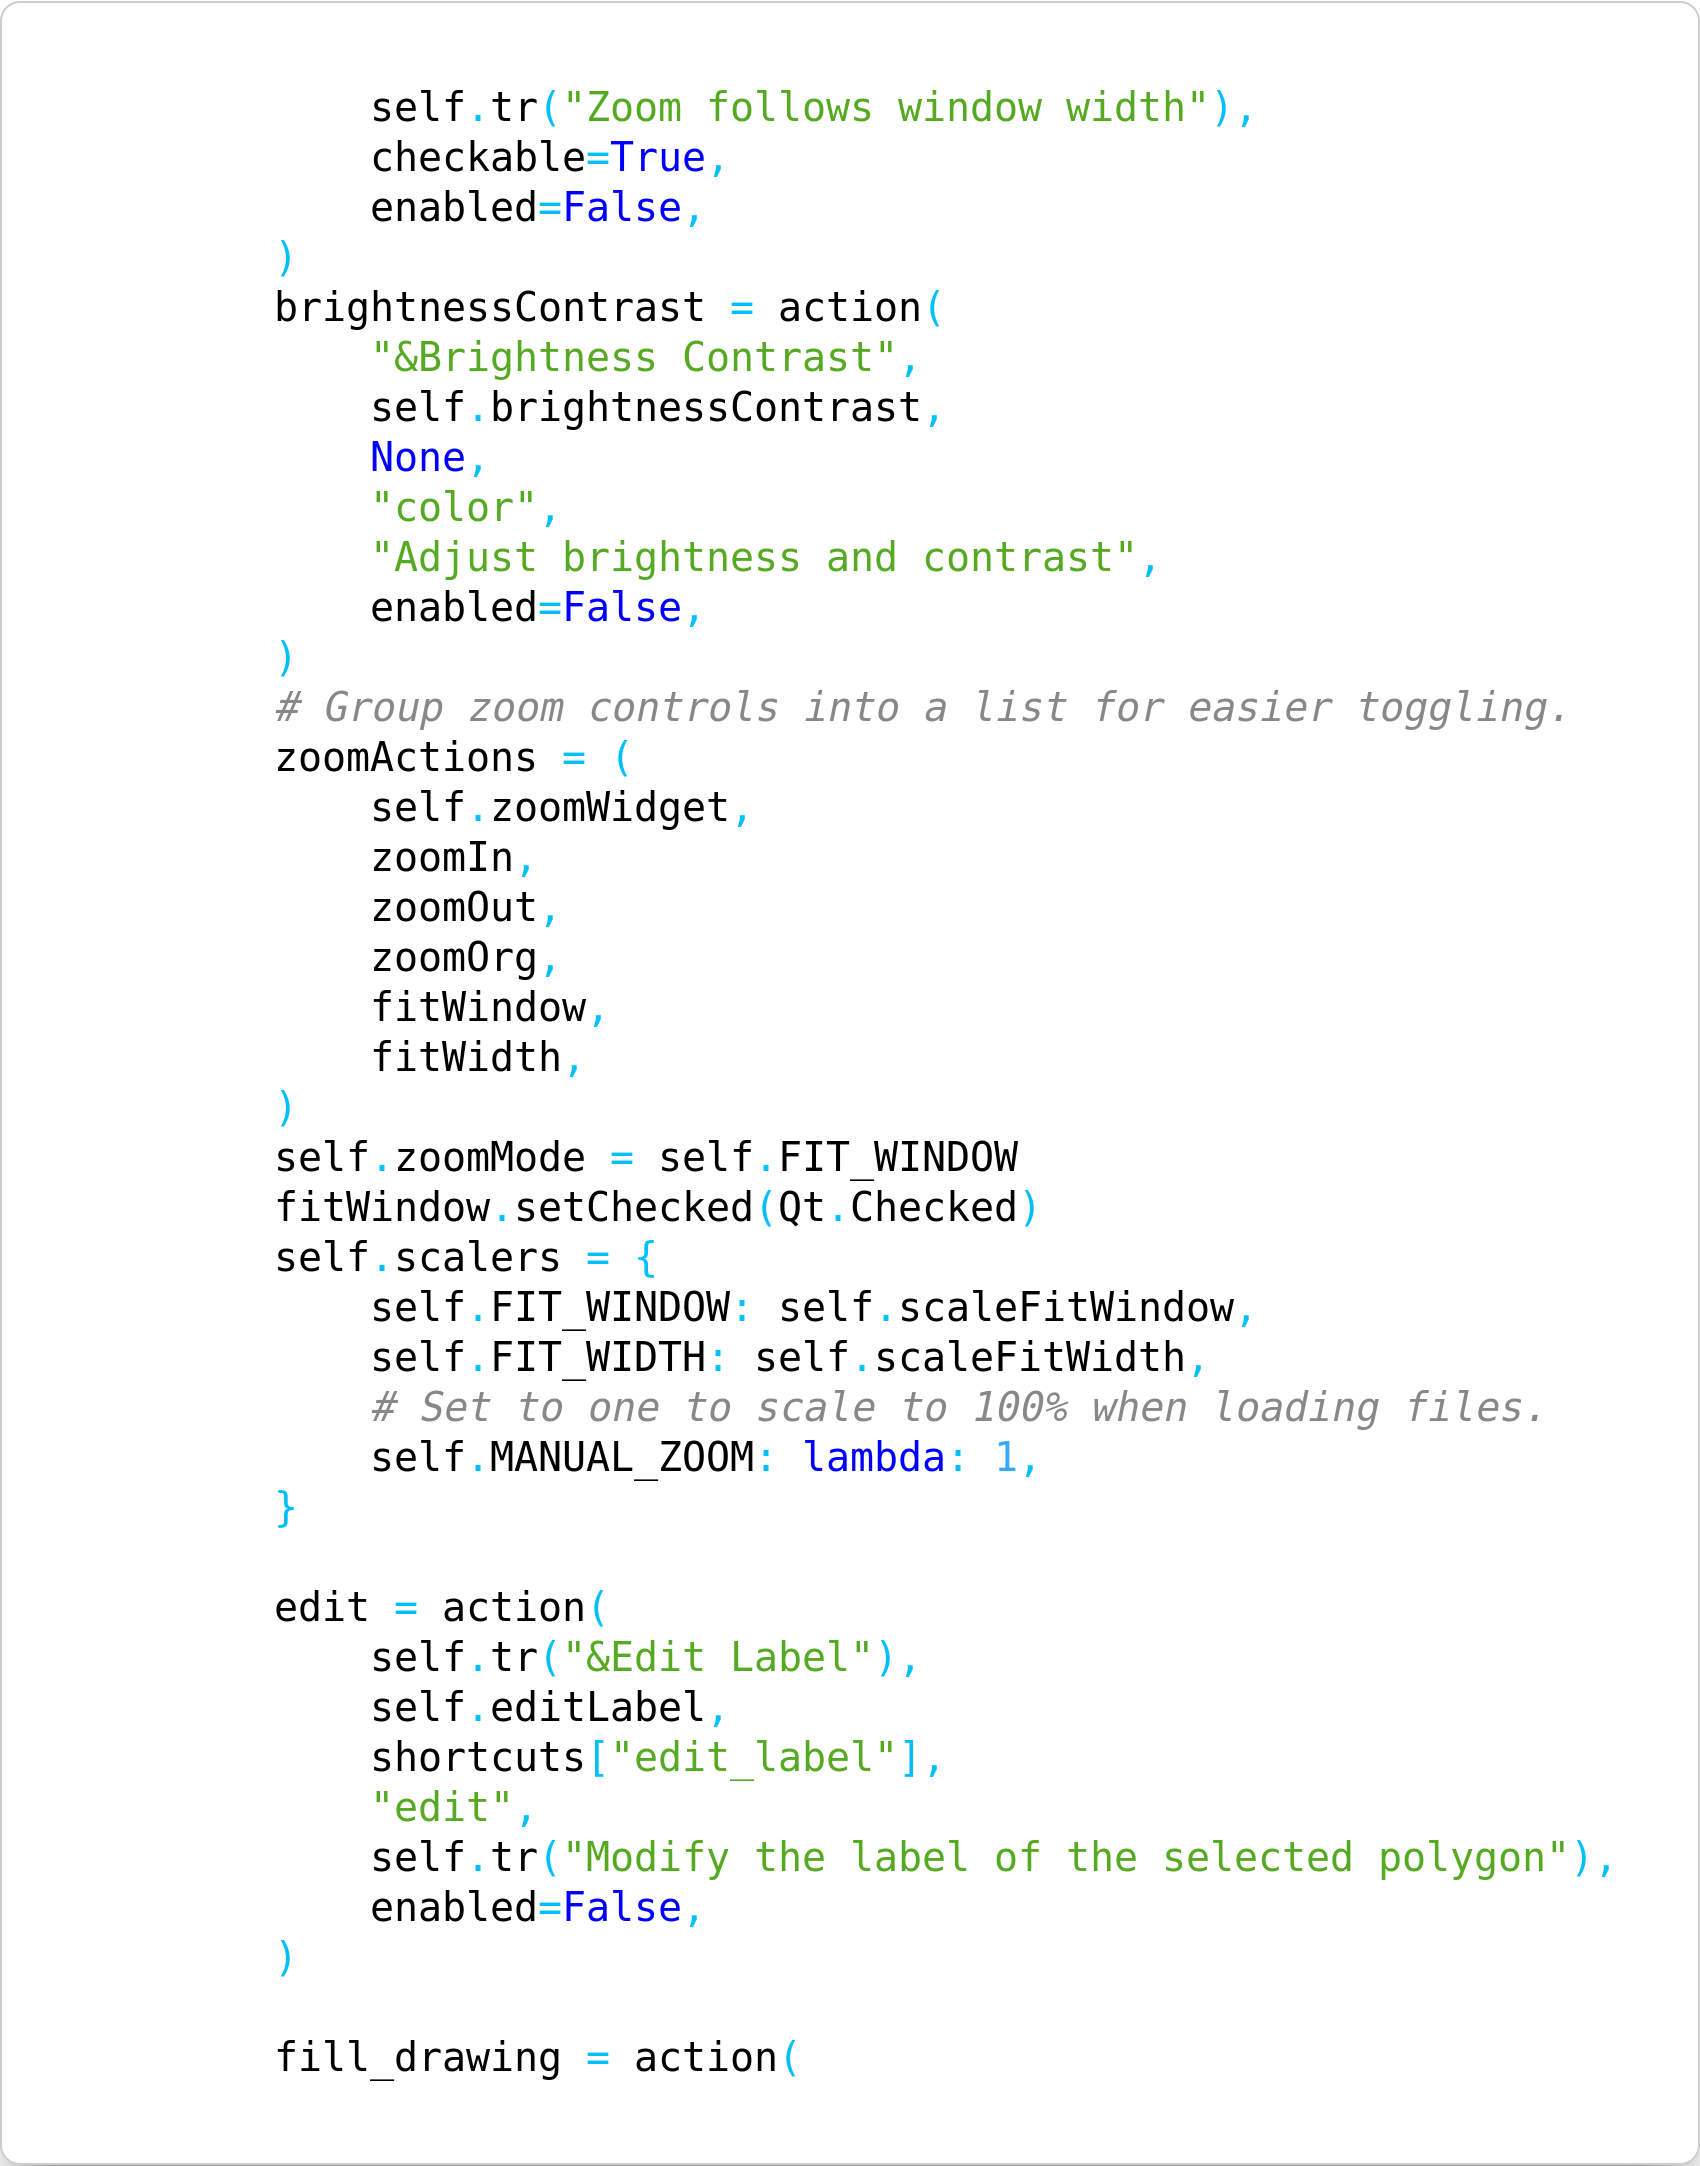 self.tr("Zoom follows window width"),
            checkable=True,
            enabled=False,
        )
        brightnessContrast = action(
            "&Brightness Contrast",
            self.brightnessContrast,
            None,
            "color",
            "Adjust brightness and contrast",
            enabled=False,
        )
        # Group zoom controls into a list for easier toggling.
        zoomActions = (
            self.zoomWidget,
            zoomIn,
            zoomOut,
            zoomOrg,
            fitWindow,
            fitWidth,
        )
        self.zoomMode = self.FIT_WINDOW
        fitWindow.setChecked(Qt.Checked)
        self.scalers = {
            self.FIT_WINDOW: self.scaleFitWindow,
            self.FIT_WIDTH: self.scaleFitWidth,
            # Set to one to scale to 100% when loading files.
            self.MANUAL_ZOOM: lambda: 1,
        }

        edit = action(
            self.tr("&Edit Label"),
            self.editLabel,
            shortcuts["edit_label"],
            "edit",
            self.tr("Modify the label of the selected polygon"),
            enabled=False,
        )

        fill_drawing = action(